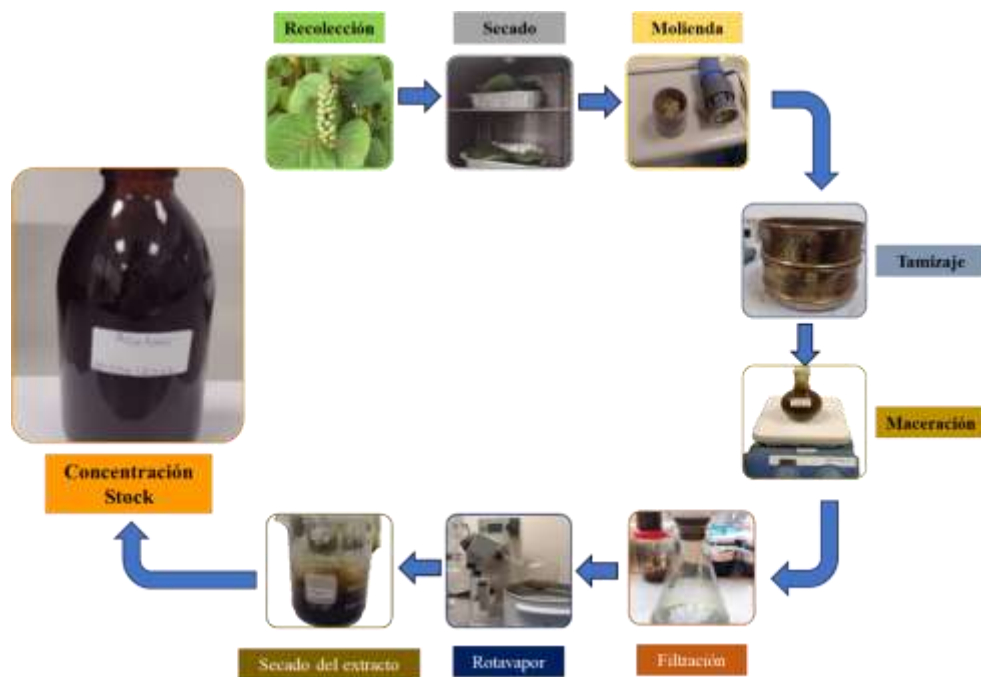 Recolección
Secado
Molienda
Tamizaje
Maceración
Concentración
Stock
Secado del extracto
Rotavapor
Filtración